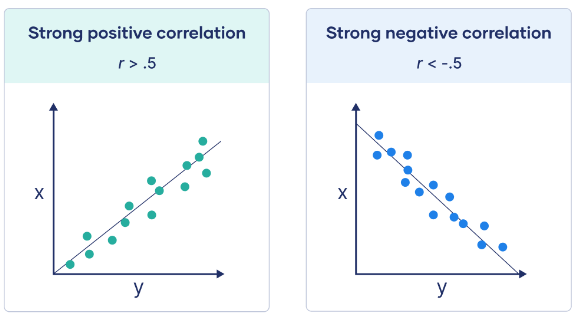 Strong positive correlation
r > .5
x
y
Strong negative correlation
r < -.5
x
y